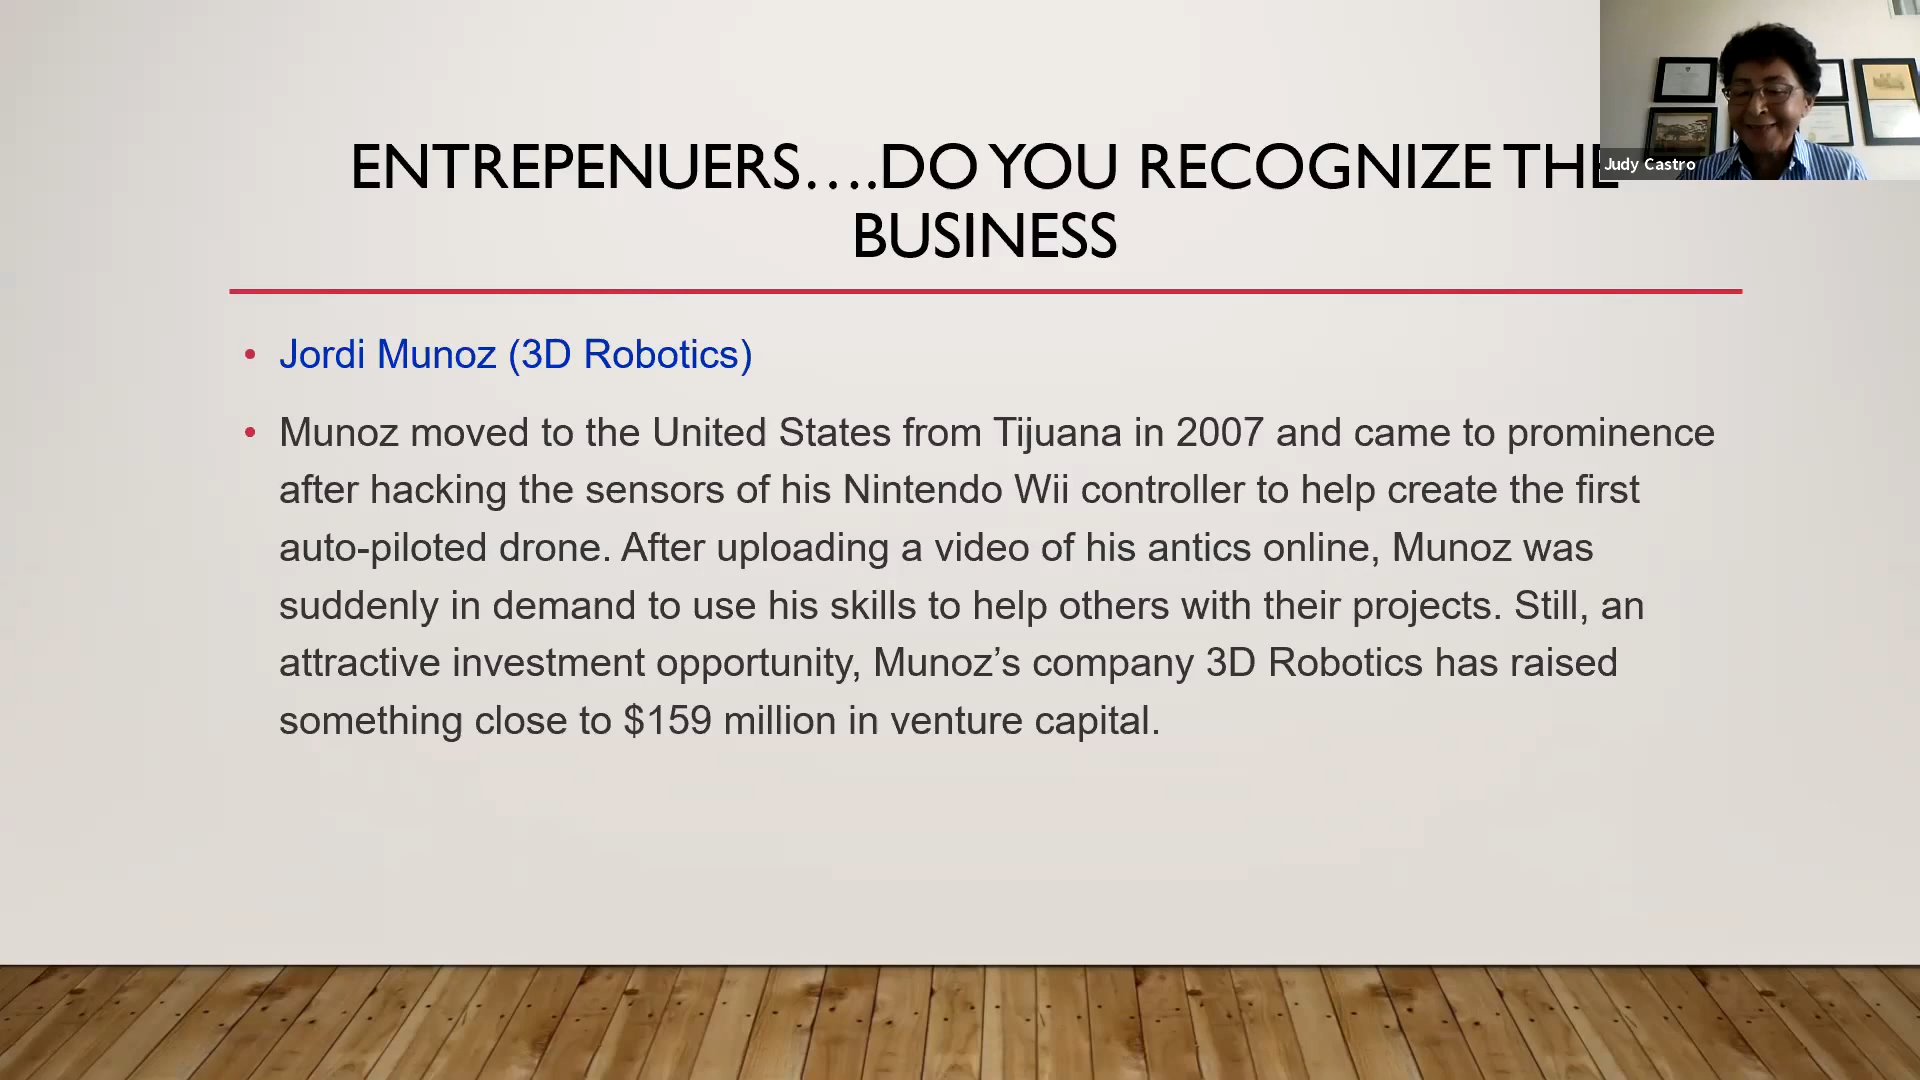 ENTREPENUERS….DO YOU RECOGNIZE THE
BUSINESS
Judy Castro
• Jordi Munoz (3D Robotics)
• Munoz moved to the United States from Tijuana in 2007 and came to prominence
after hacking the sensors of his Nintendo Wii controller to help create the first
auto-piloted drone. After uploading a video of his antics online, Munoz was
suddenly in demand to use his skills to help others with their projects. Still, an
attractive investment opportunity, Munoz’s company 3D Robotics has raised
something close to $159 million in venture capital.